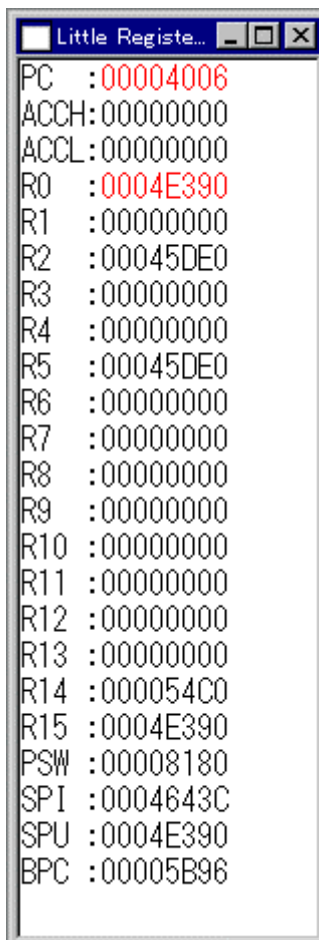 Little Registe...
PC :00004006
ACCH:00000000
ACCL:00000000
R0 :0004E390
R1 :00000000
R2 :00045DE0
R3 :00000000
R4 :00000000
R5 :00045DE0
R6 :00000000
R7 :00000000
R8 :00000000
R9 :00000000
R10 :00000000
R11 :00000000
R12 :00000000
R13 :00000000
R14 :000054C0
R15 :0004E390
PSW :00008180
SPI :0004643C
SPU :0004E390
BPC :00005B96